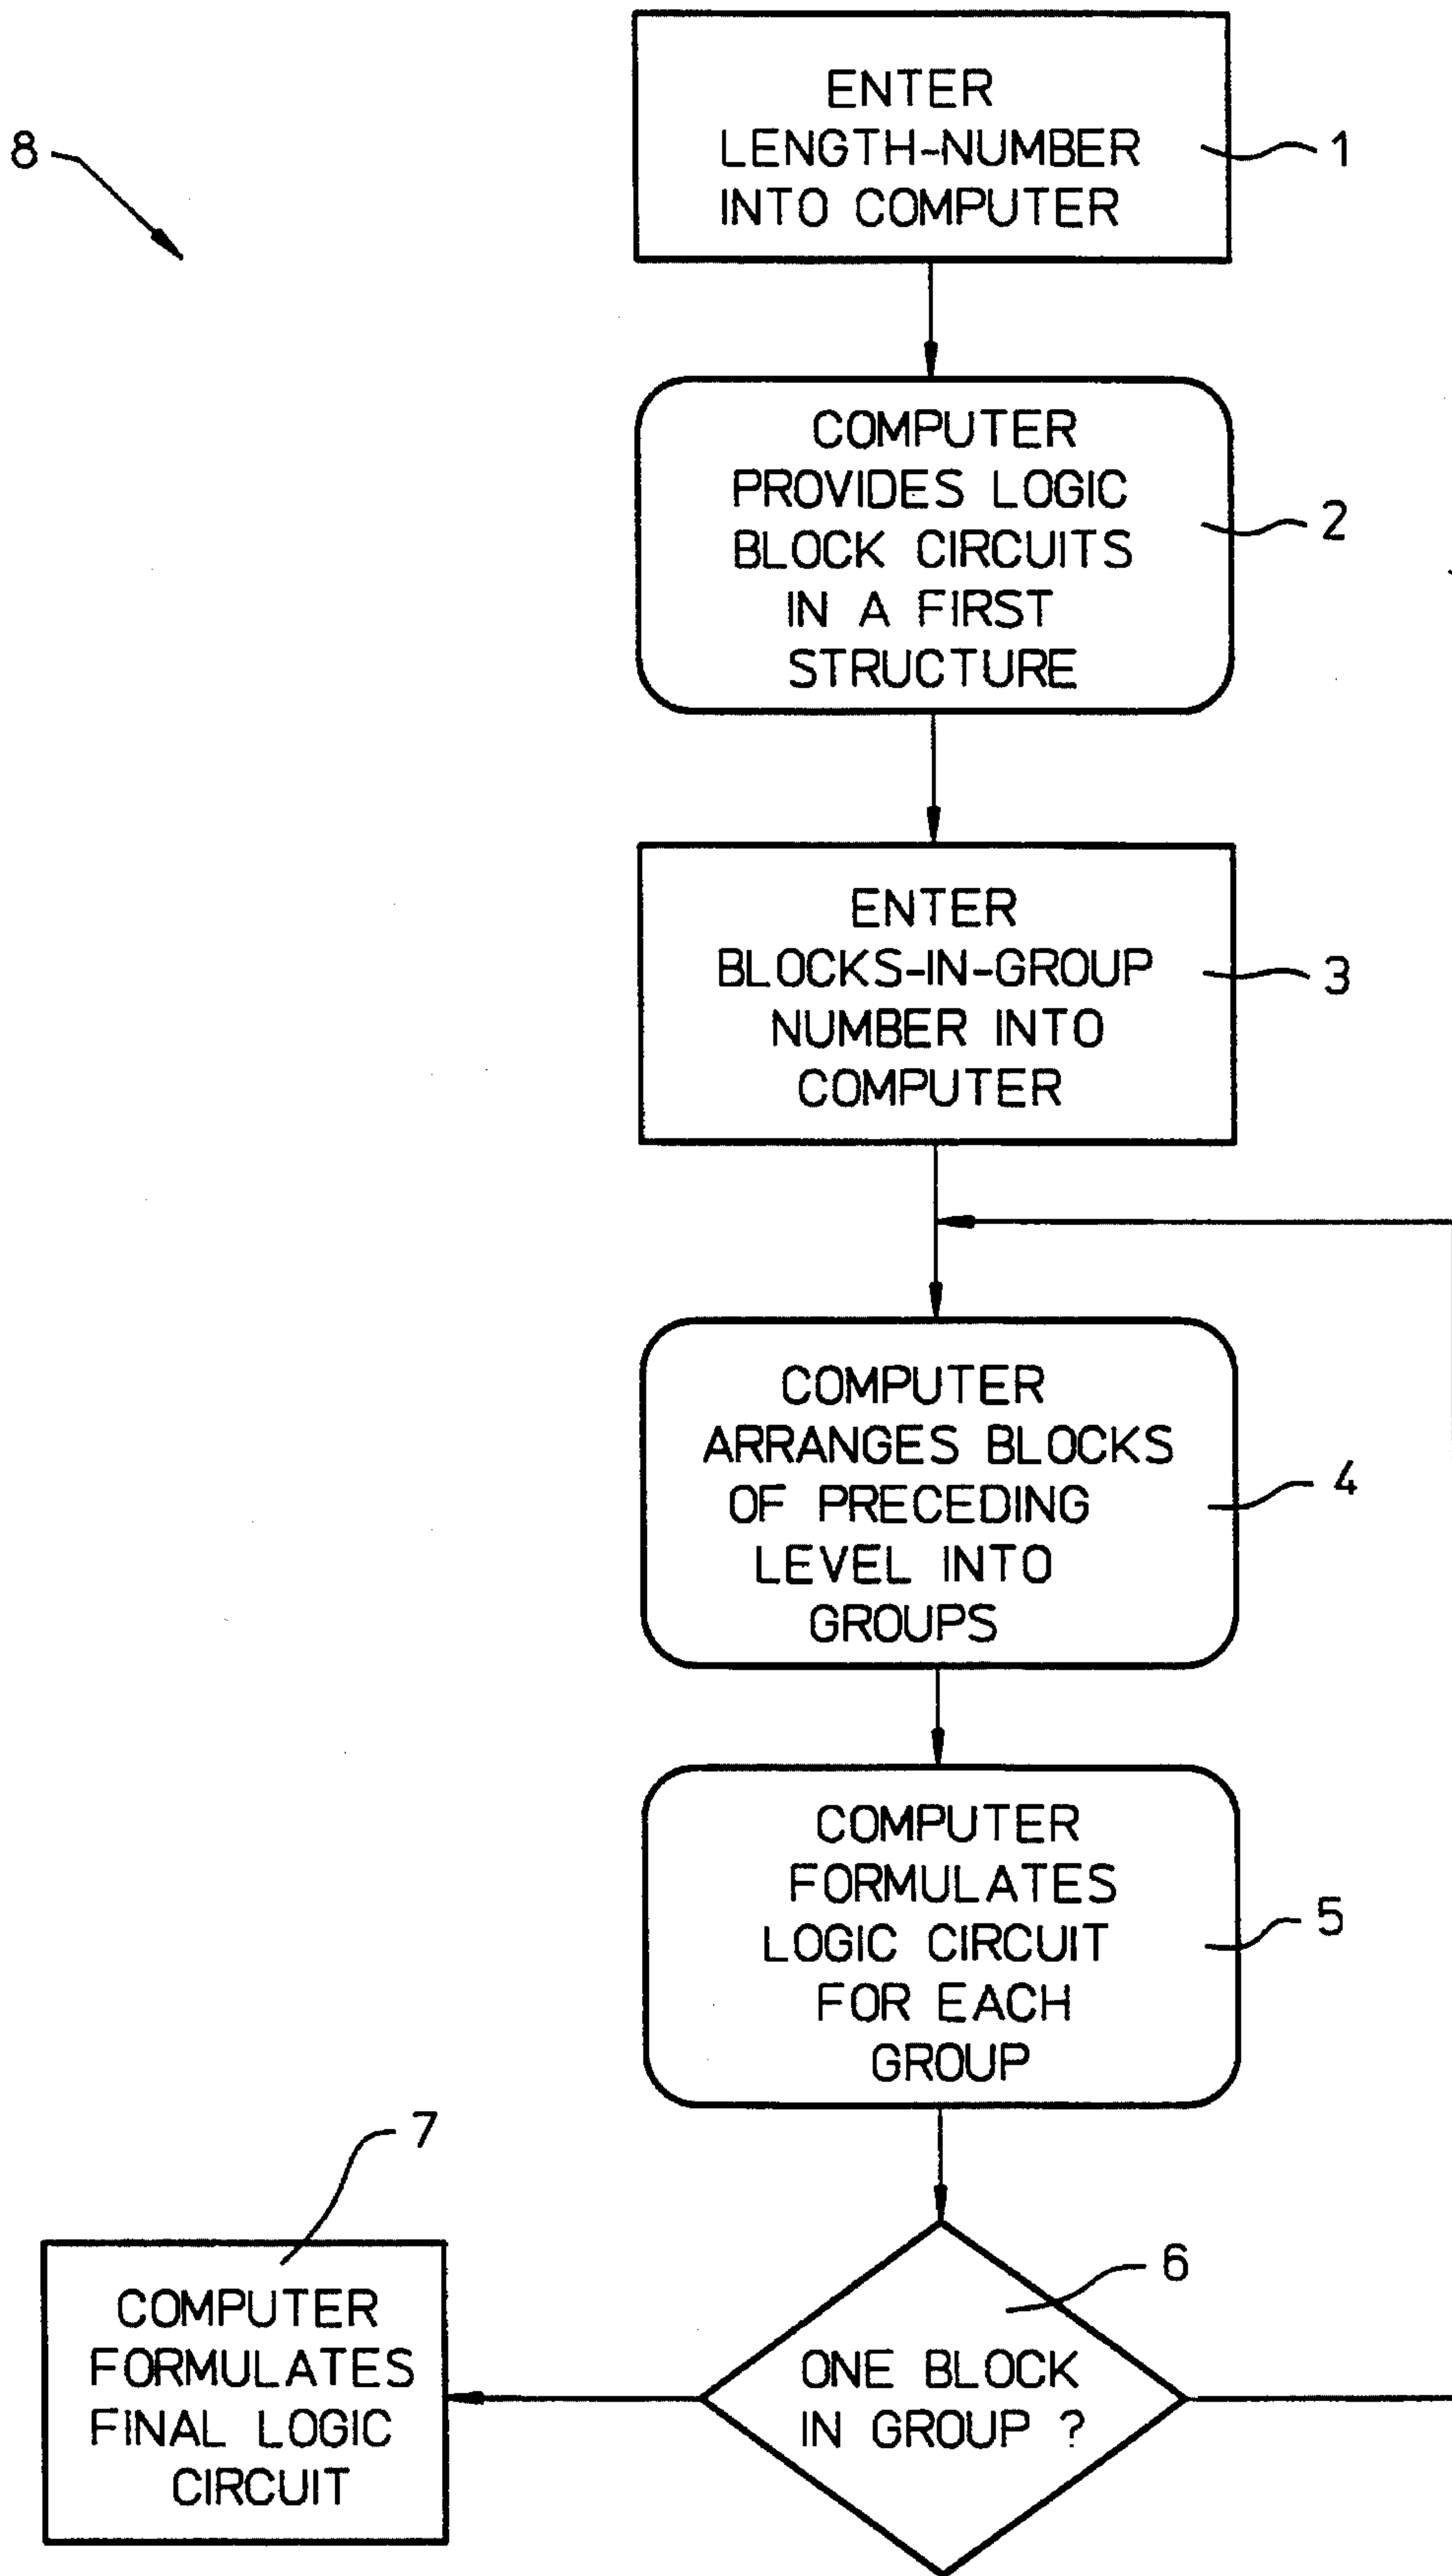 8
ENTER
LENGTH-NUMBER
INTO COMPUTER
1
COMPUTER
PROVIDES LOGIC
BLOCK CIRCUITS
IN A FIRST
STRUCTURE
2
ENTER
BLOCKS-IN-GROUP
NUMBER INTO
COMPUTER
3
COMPUTER
ARRANGES BLOCKS
OF PRECEDING
LEVEL INTO
GROUPS
4
COMPUTER
FORMULATES
LOGIC CIRCUIT
FOR EACH
GROUP
5
6
ONE BLOCK
IN GROUP ?
7
COMPUTER
FORMULATES
FINAL LOGIC
CIRCUIT